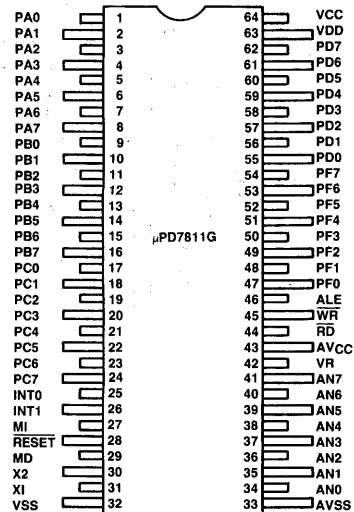 PA0 1 64 VCC
PA1 2 63 VDD
PA2 3 62 PD7
PA3 4 61 PD6
PA4 5 60 PD5
PA5 6 59 PD4
PA6 7 58 PD3
PA7 8 57 PD2
PB0 9 56 PD1
PB1 10 55 PD0
PB2 11 54 PF7
PB3 12 53 PF6
PB4 13 52 PF5
PB5 14 51 PF4
PB6 15 μPD7811G 50 PF3
PB7 16 49 PF2
PC0 17 48 PF1
PC1 18 47 PF0
PC2 19 46 ALE
PC3 20 45 W̅R̅
PC4 21 44 R̅D̅
PC5 22 43 AVCC
PC6 23 42 VR
PC7 24 41 AN7
INT0 25 40 AN6
INT1 26 39 AN5
MI 27 38 AN4
R̅E̅S̅E̅T̅ 28 37 AN3
MD 29 36 AN2
X2 30 35 AN1
XI 31 34 AN0
VSS 32 33 AVSS